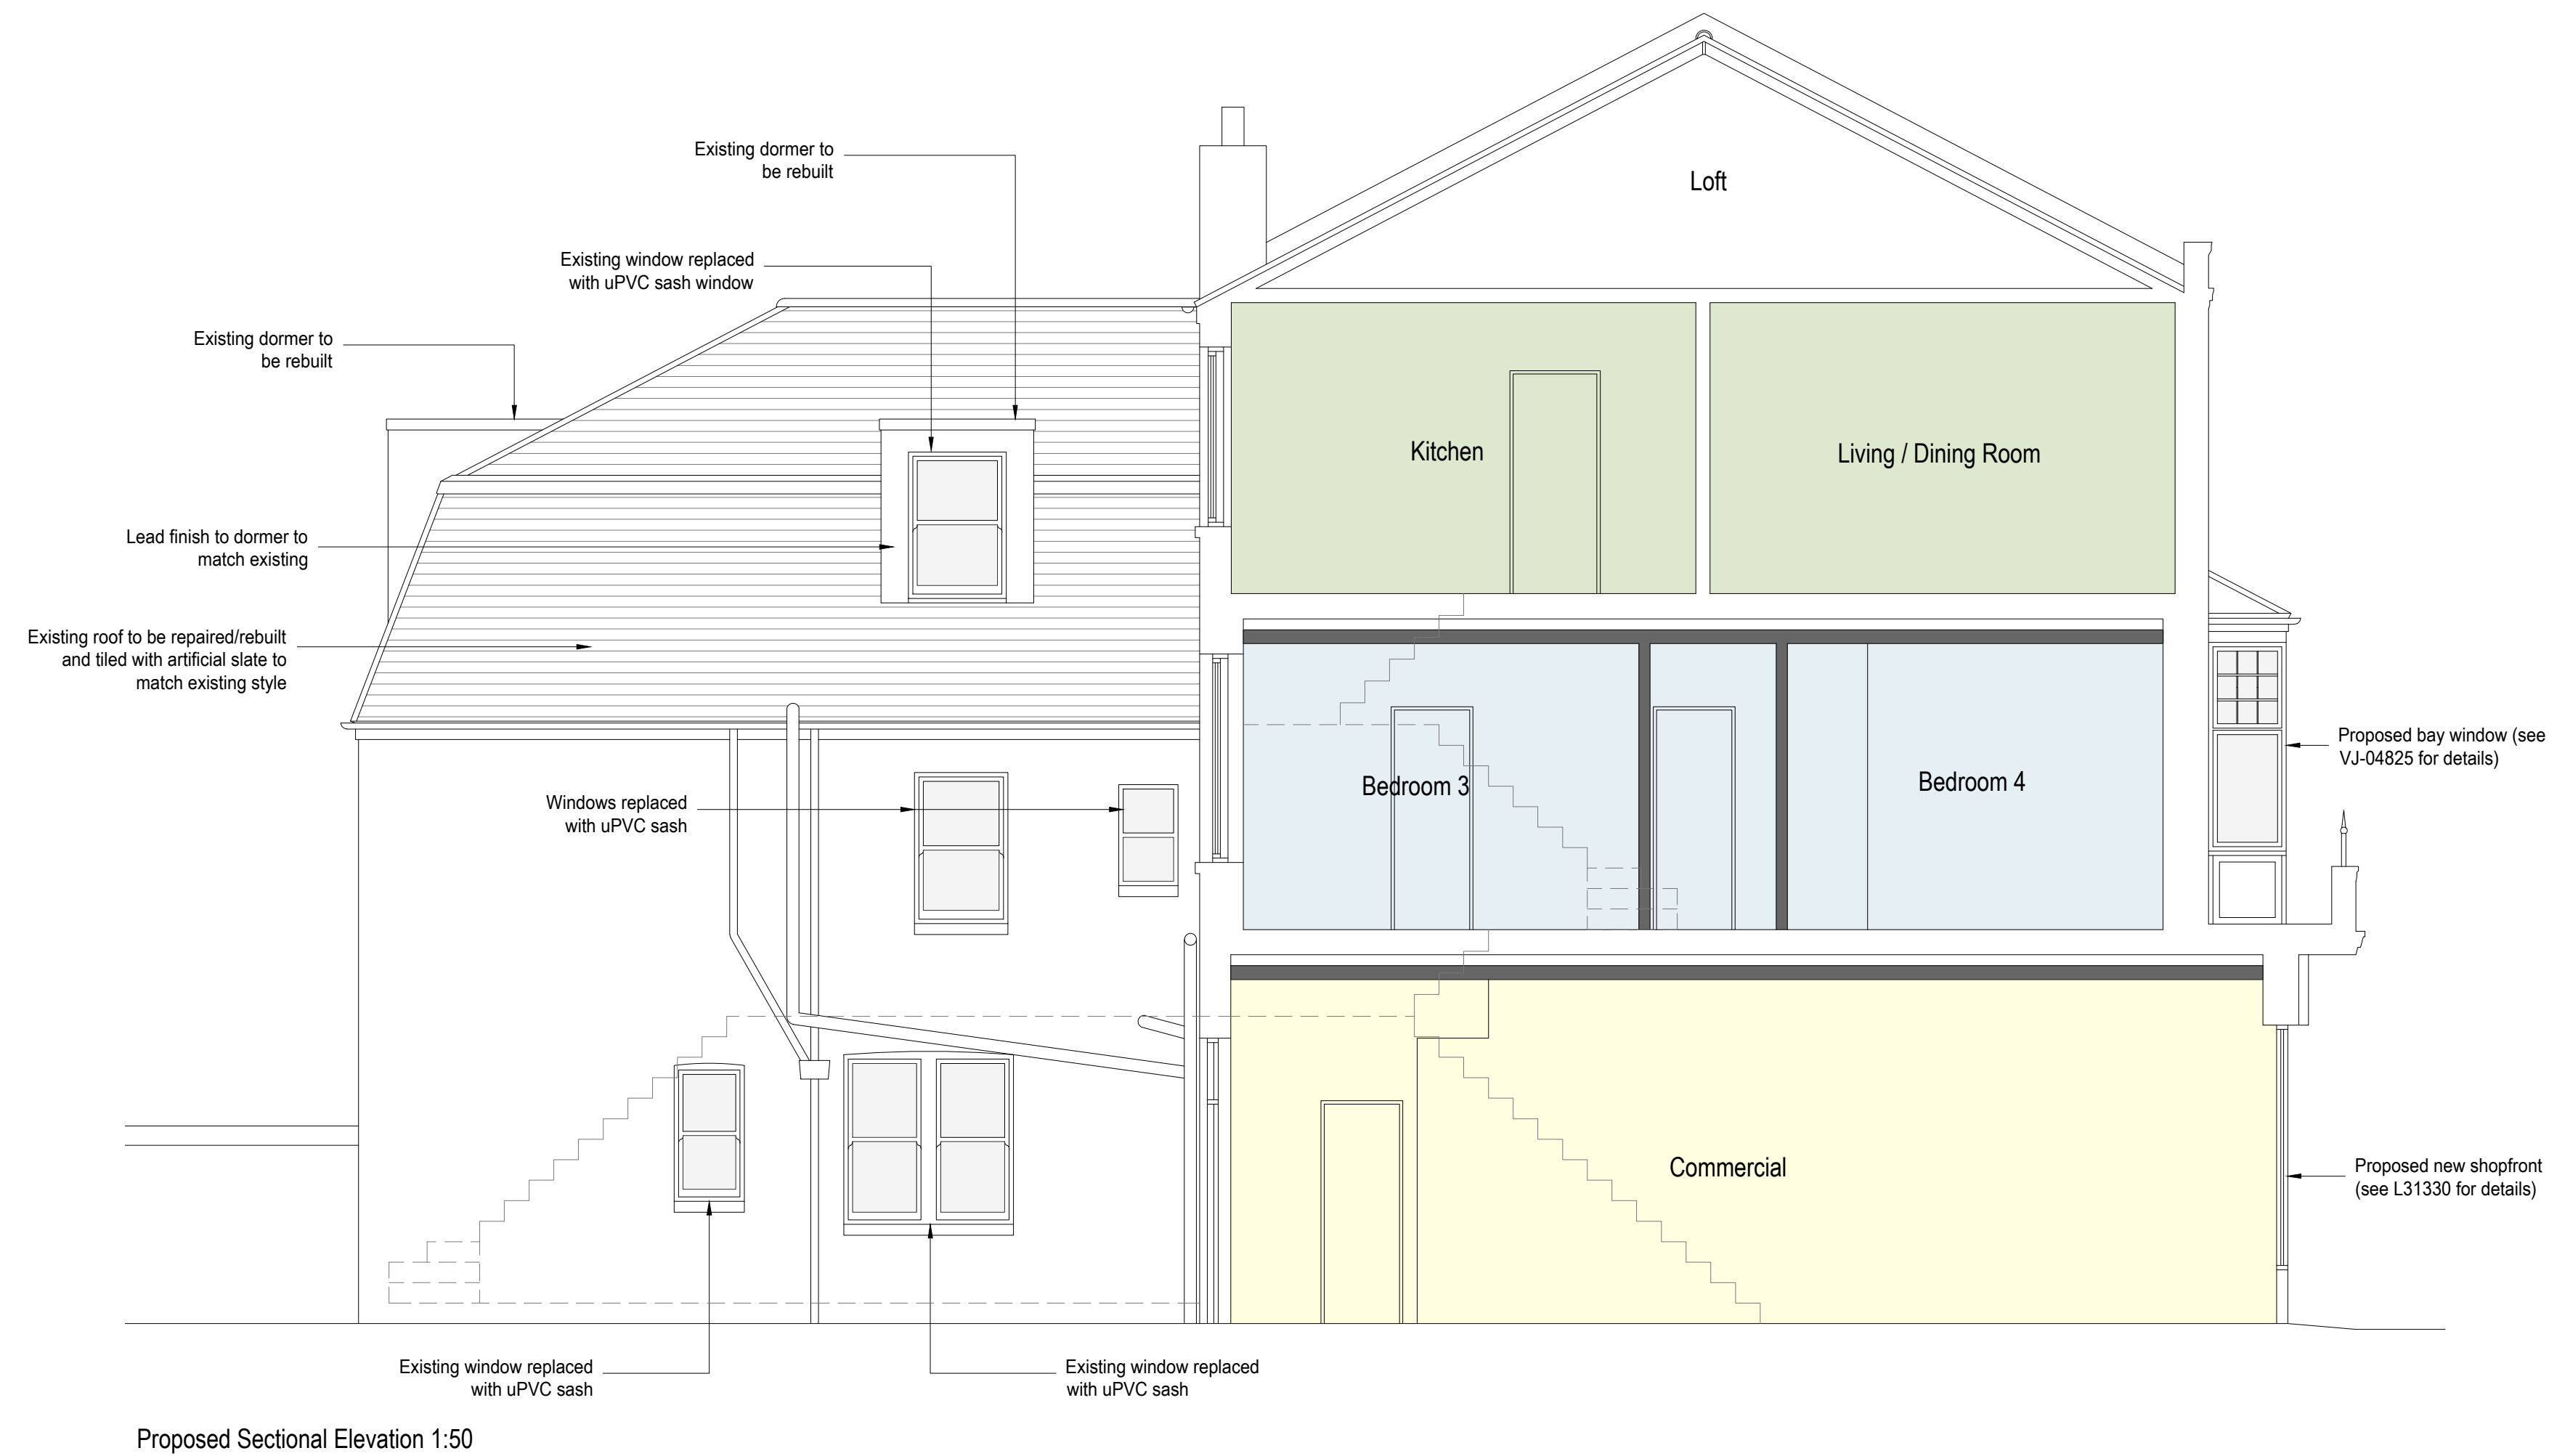 Existing dormer to
be rebuilt
Loft
Existing window replaced
with uPVC sash window
Existing dormer to
be rebuilt
Kitchen
Living / Dining Room
Lead finish to dormer to
match existing
Existing roof to be repaired/rebuilt
and tiled with artificial slate to
match existing style
Proposed bay window (see
VJ-04825 for details)
Bedroom 3
Bedroom 4
Windows replaced
with uPVC sash
Commercial
Proposed new shopfront
(see L31330 for details)
Existing window replaced
with uPVC sash
Existing window replaced
with uPVC sash
Proposed Sectional Elevation 1:50